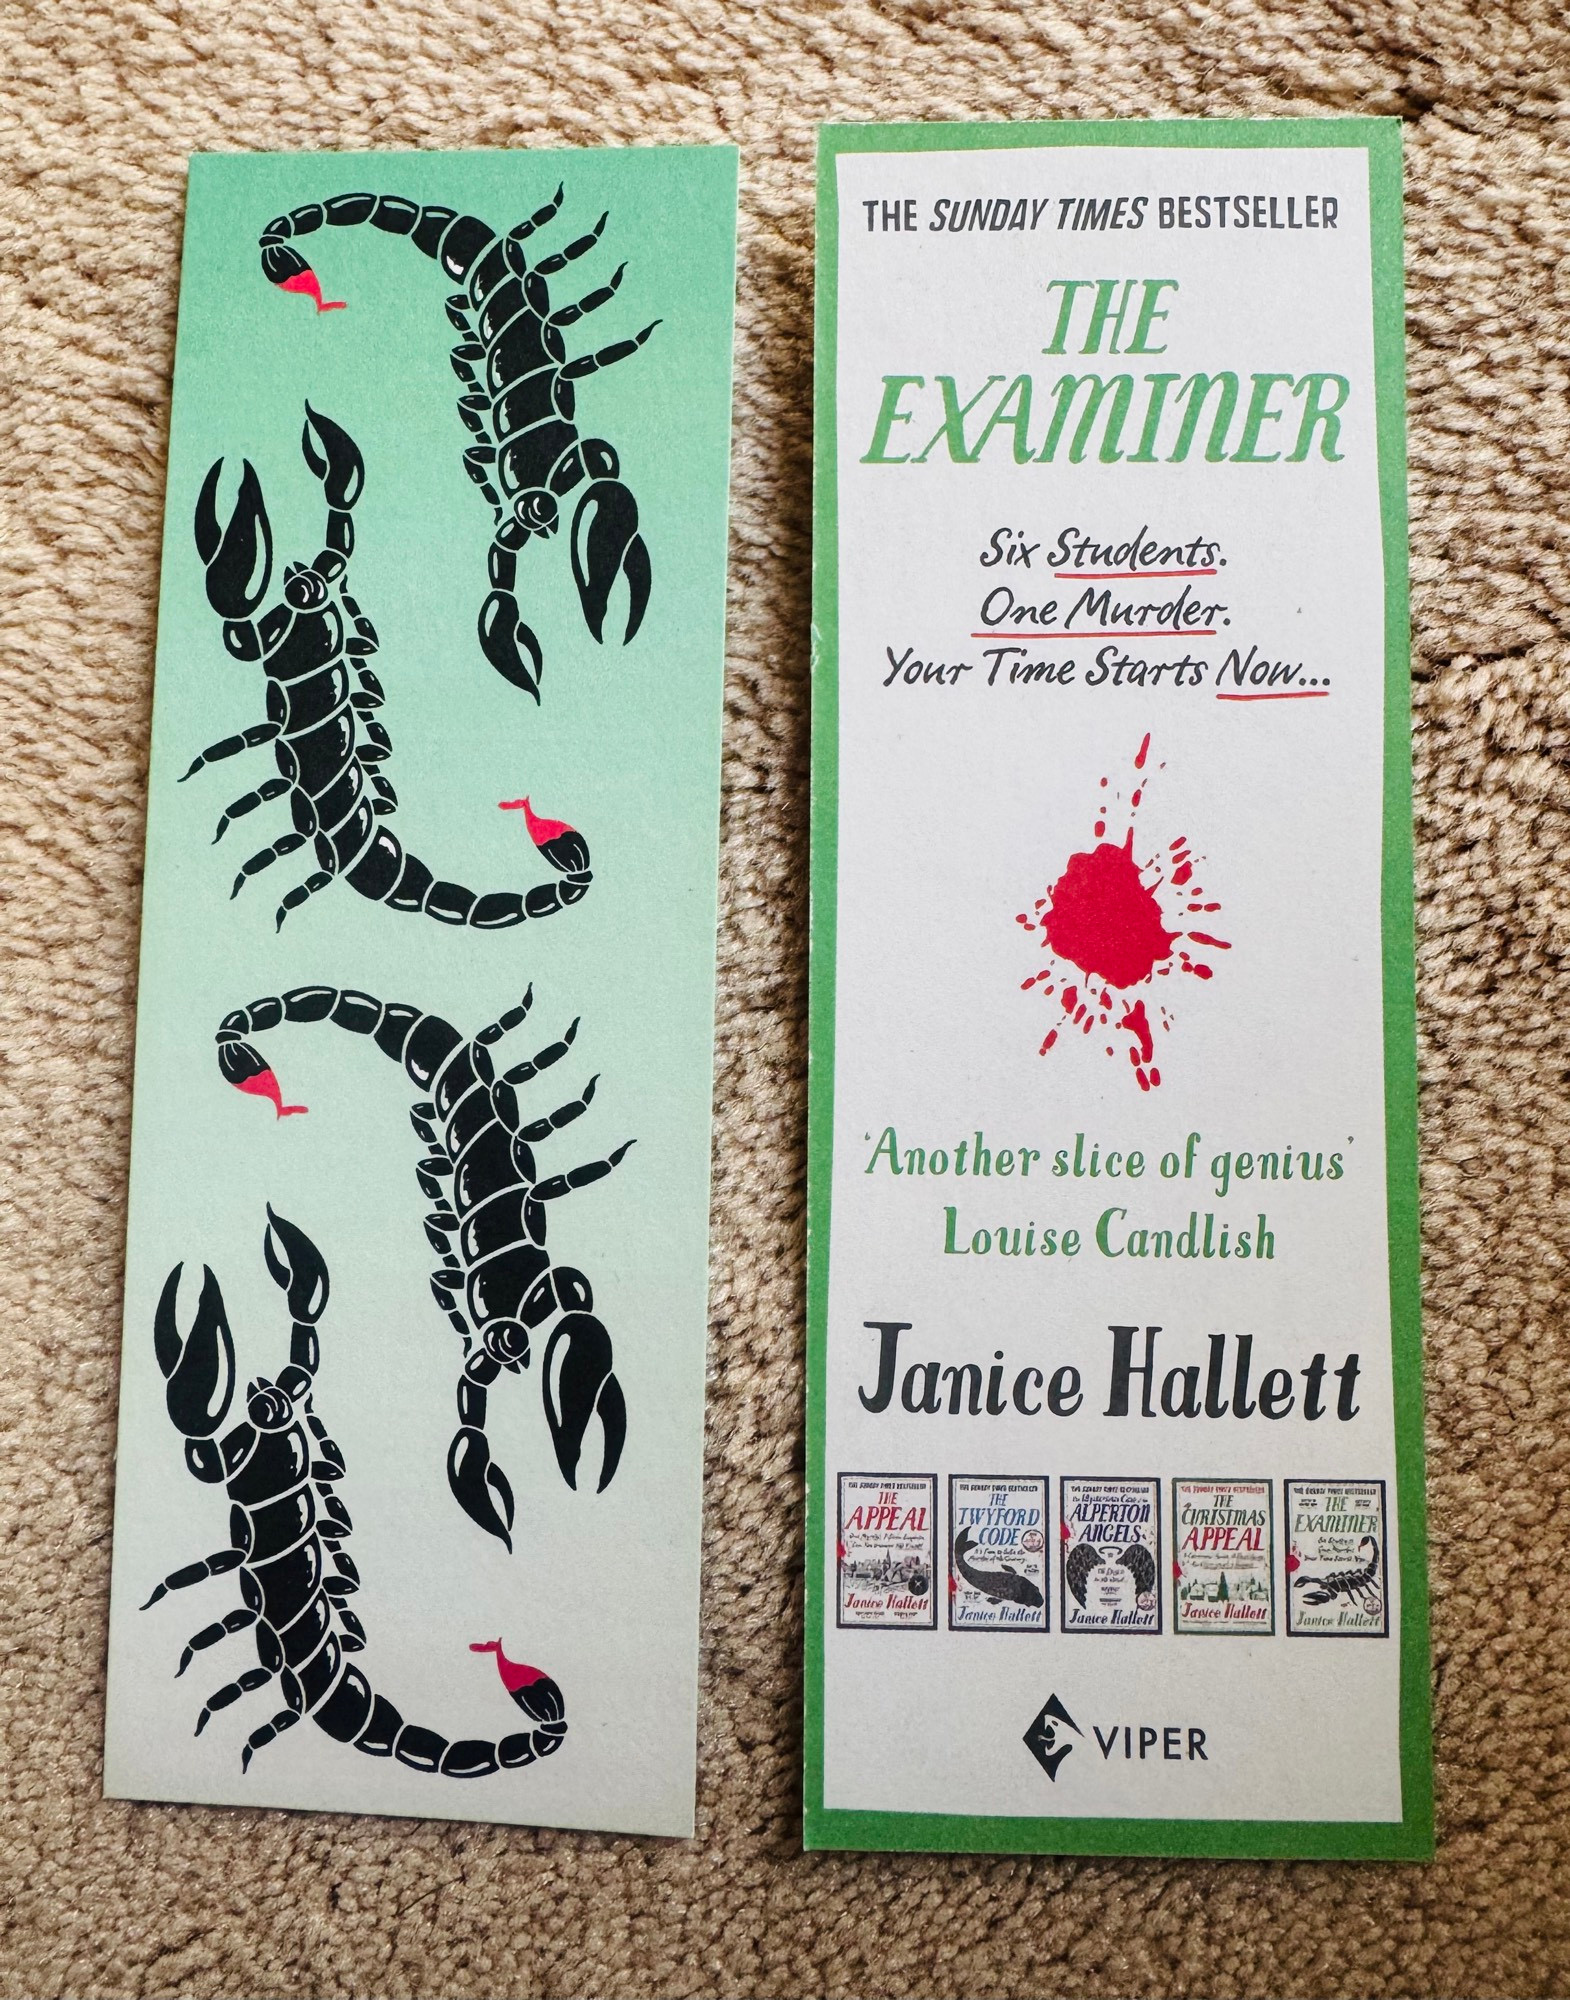 THE SUNDAY TIMES BESTSELLER
THE
EXAMINER
Six Students.
One Murder.
Your Time Starts Now...
‘Another slice of genius’
Louise Candlish
Janice Hallett
THE
APPEAL
Janice Hallett
THE
TWYFORD
CODE
Janice Hallett
ALPERTON
ANGELS
Janice Hallett
THE
CHRISTMAS
APPEAL
Janice Hallett
THE
EXAMINER
Janice Hallett
VIPER